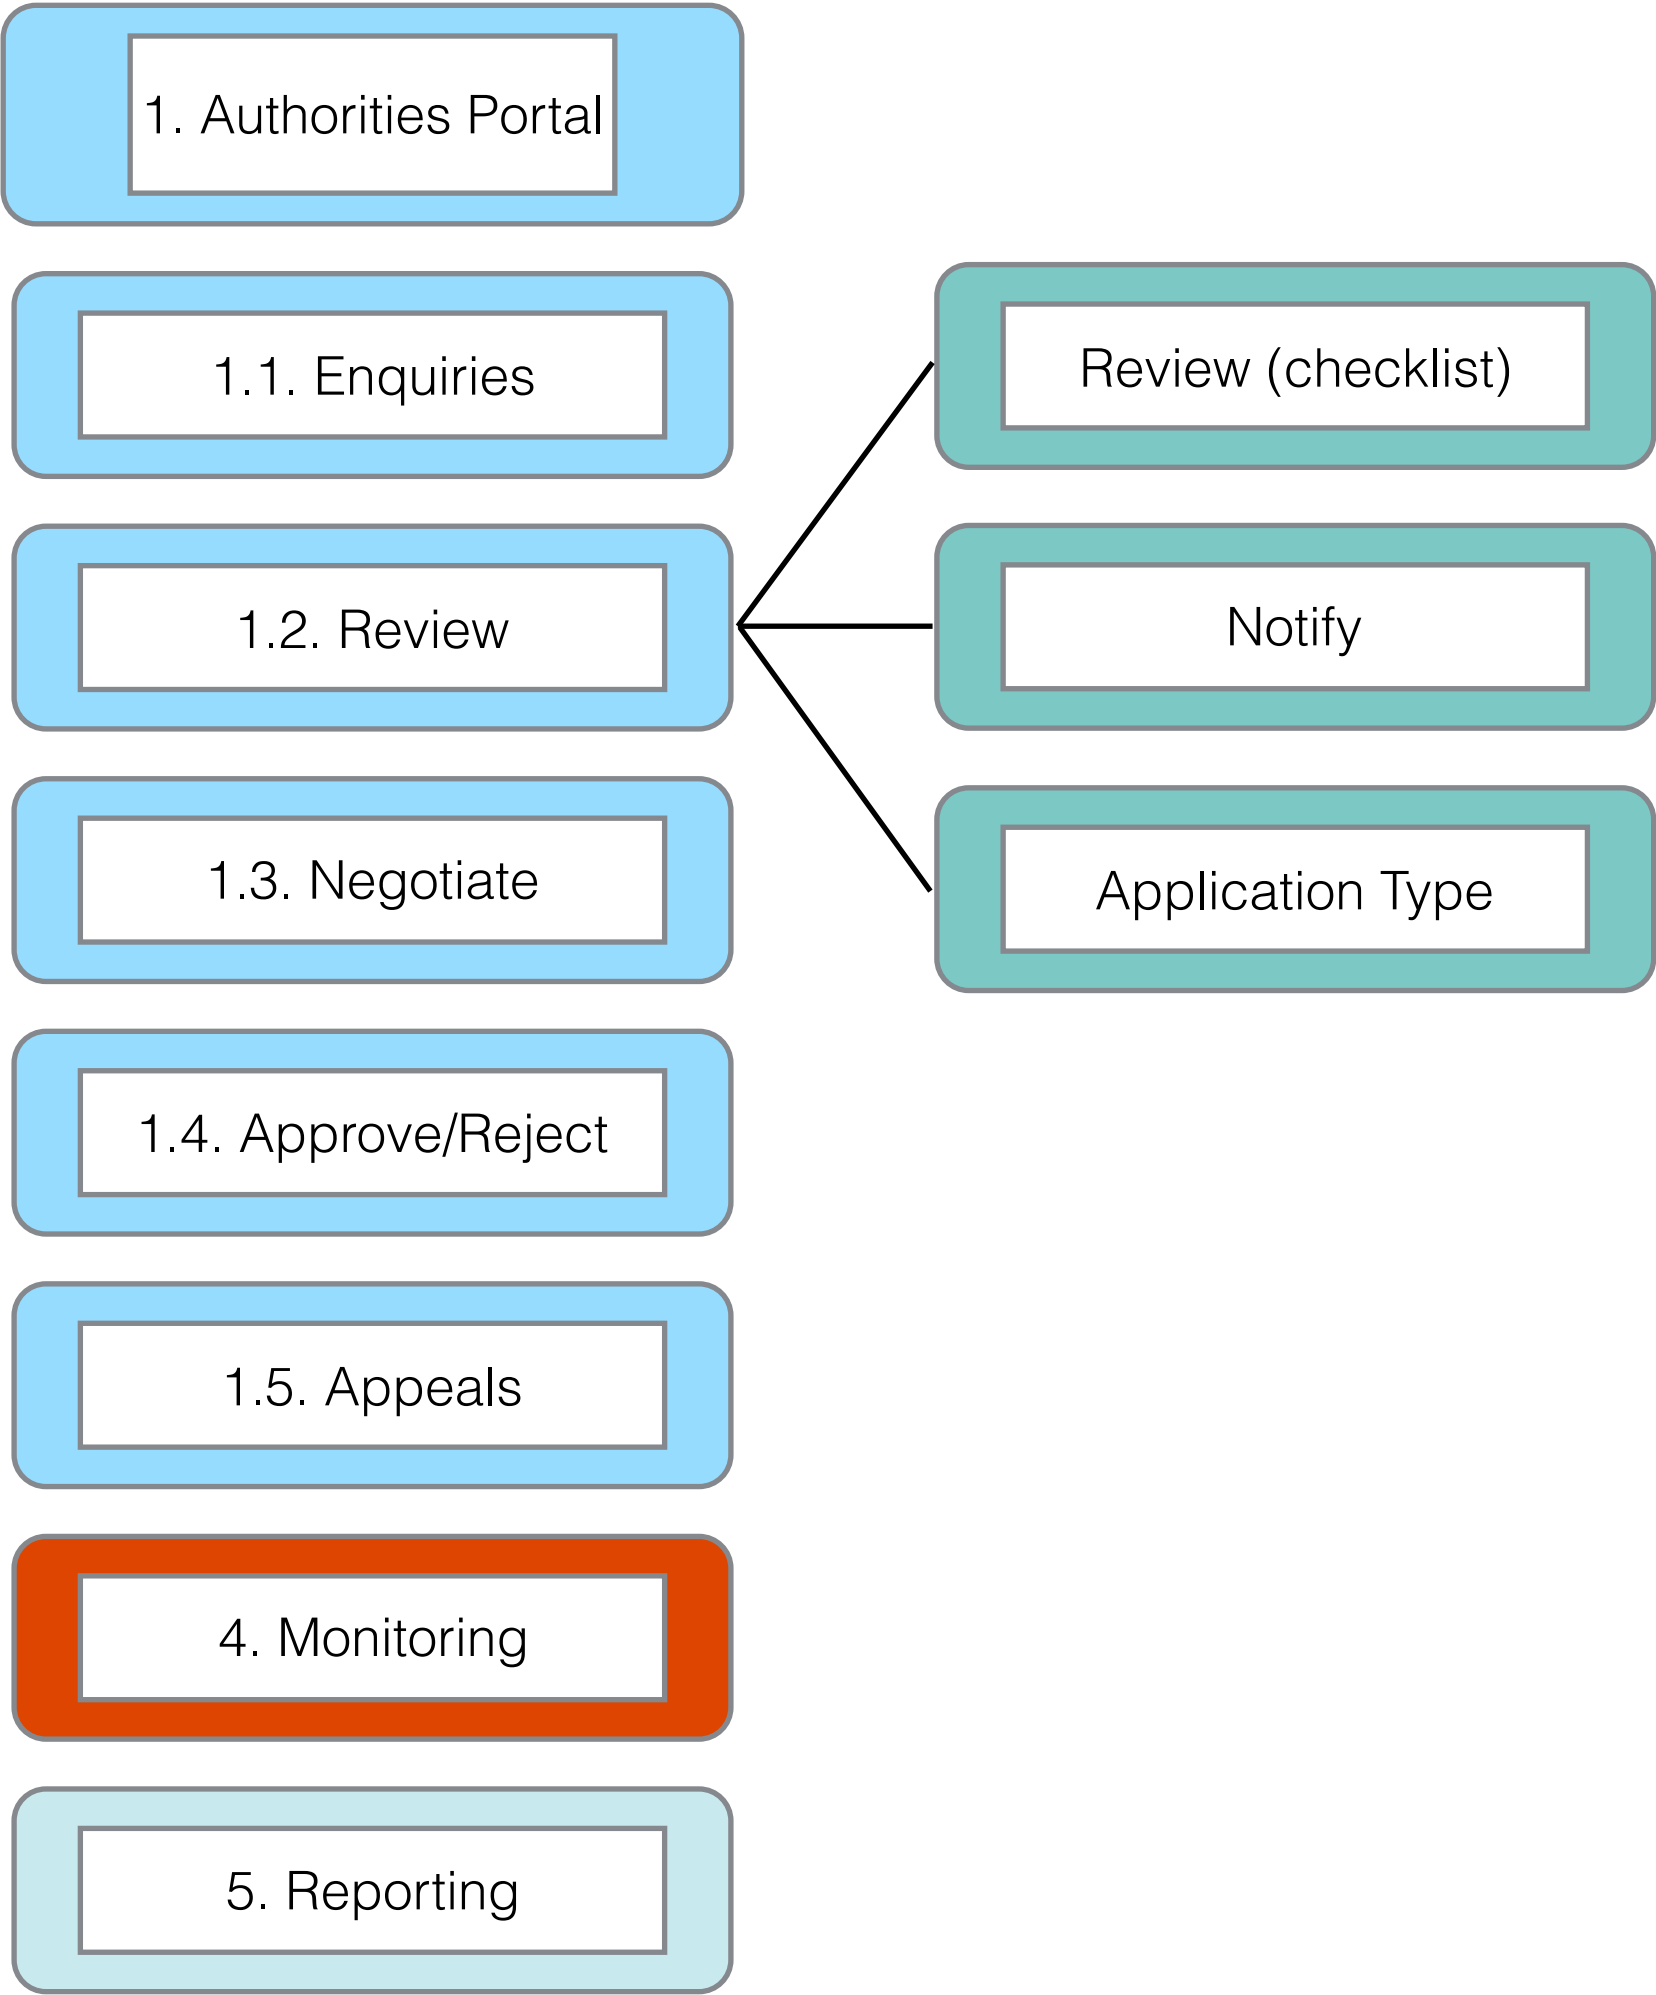 1. Authorities Portal
1.1. Enquiries
1.2. Review
1.3. Negotiate
1.4. Approve/Reject
1.5. Appeals
4. Monitoring
5. Reporting
Review (checklist)
Notify
Application Type